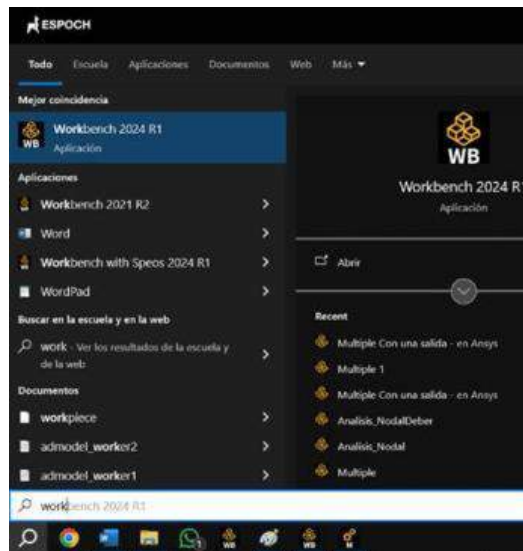 ESPOCH
Todo Escuela Aplicaciones Documentos Web Más
Mejor coincidencia
Workbench 2024 R1
Aplicación
WB
Aplicaciones
Workbench 2021 R2
Word
Workbench with Speos 2024 R1
WordPad
Buscar en la escuela y en la web
work - Ver los resultados de la escuela y
de la web
Documentos
workpiece
admodel_worker2
admodel_worker1
WB
Workbench 2024 R
Aplicación
Abrir
Recent
Multiple Con una salida - en Ansys
Multiple 1
Multiple Con una salida - en Ansys
Analisis_NodalDeber
Analisis_Nodal
Multiple
workbench 2024 R1